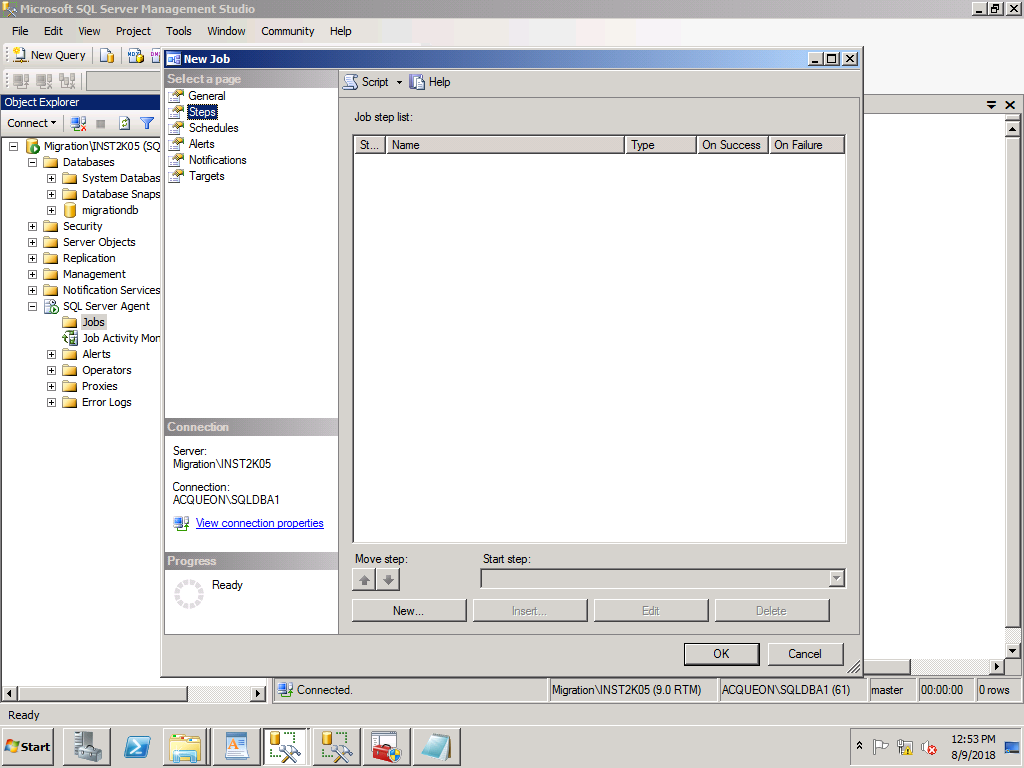 Microsoft SQL Server Management Studio
File Edit View Project Tools Window Community Help
New Query
Object Explorer
Connect
Migration\INST2K05 (SQ
Databases
System Databas
Database Snaps
migrationdb
Security
Server Objects
Replication
Management
Notification Services
SQL Server Agent
Jobs
Job Activity Mon
Alerts
Operators
Proxies
Error Logs
New Job
Select a page
General
Steps
Schedules
Alerts
Notifications
Targets
Connection
Server:
Migration\INST2K05
Connection:
ACQUEON\SQLDBA1
View connection properties
Progress
Ready
Script Help
Job step list:
St... Name Type On Success On Failure
Move step: Start step:
New... Insert... Edit Delete
OK Cancel
Connected. Migration\INST2K05 (9.0 RTM) ACQUEON\SQLDBA1 (61) master 00:00:00 0 rows
Ready
Start
12:53 PM
8/9/2018